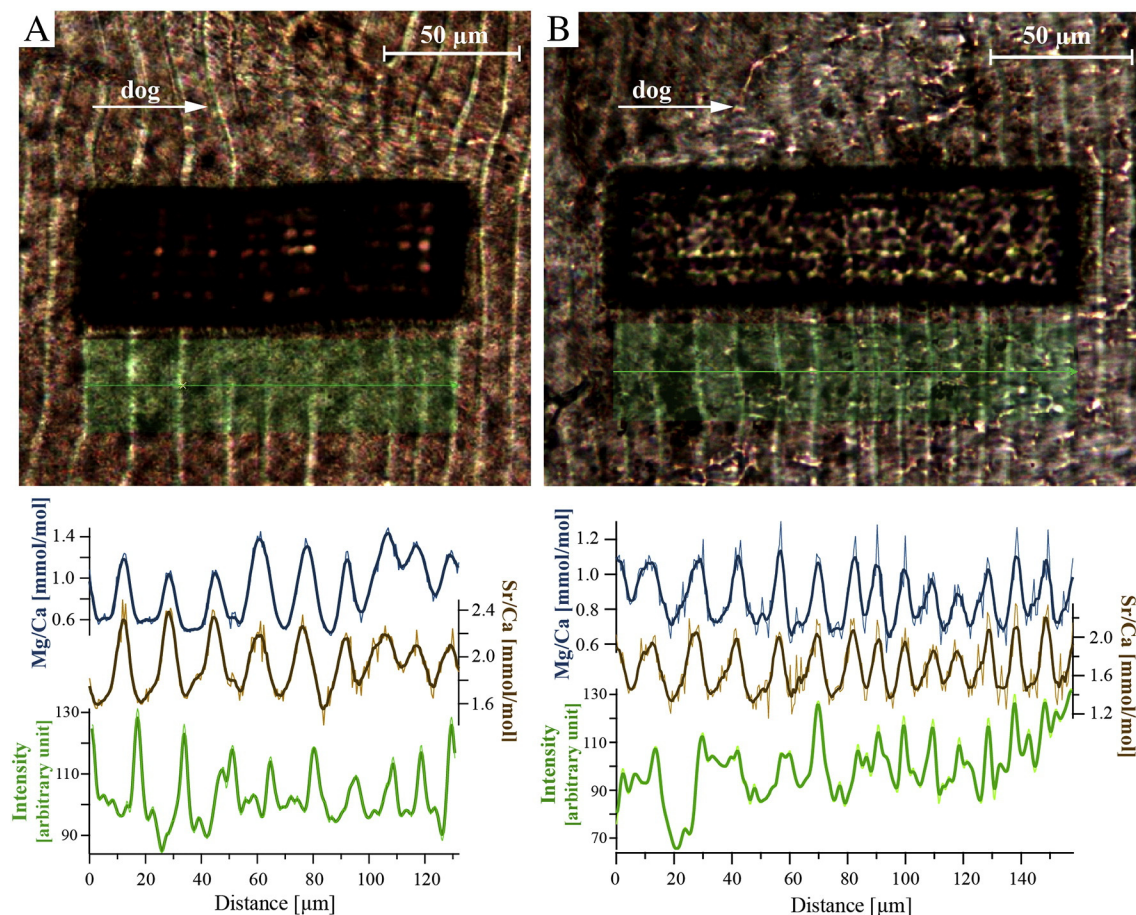 A
50 µm
dog
B
50 µm
dog
Mg/Ca [mmol/mol]
1.4
1.0
0.6
Sr/Ca [mmol/mol]
2.4
2.0
1.6
Intensity
[arbitrary unit]
130
110
90
0 20 40 60 80 100 120
Distance [µm]
Mg/Ca [mmol/mol]
1.2
1.0
0.8
0.6
Sr/Ca [mmol/mol]
2.0
1.6
1.2
Intensity
[arbitrary unit]
130
110
90
70
0 20 40 60 80 100 120 140
Distance [µm]